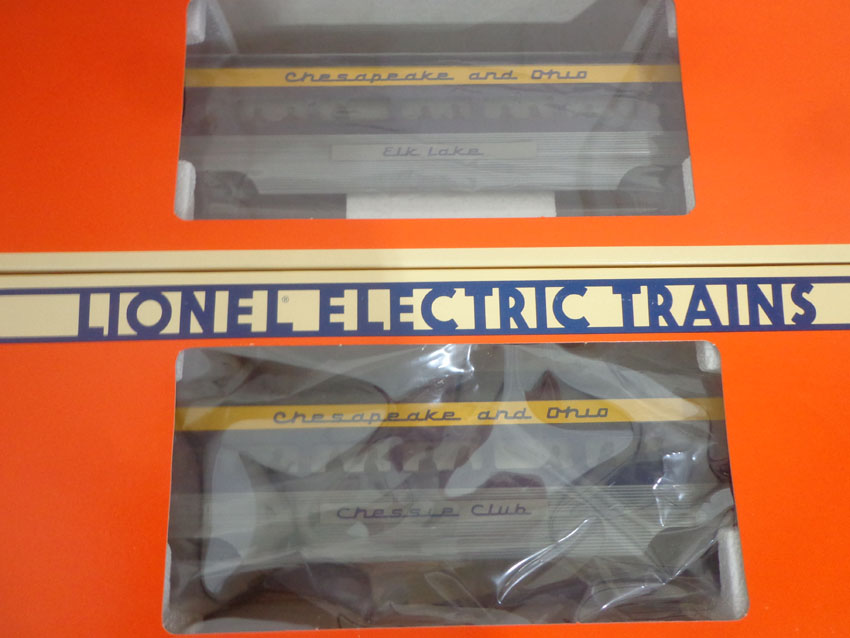 Chesapeake and Ohio
Elk Lake
LIONEL® ELECTRIC TRAINS
Chesapeake and Ohio
Chessie Club